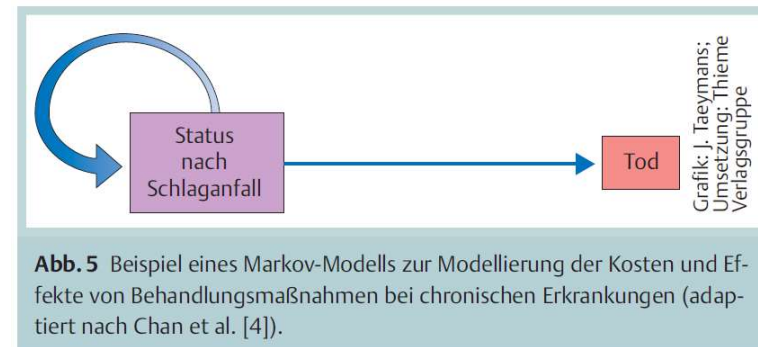 Status
nach
Schlaganfall
Tod
Grafik: J. Taeymans;
Umsetzung: Thieme
Verlagsgruppe
Abb. 5 Beispiel eines Markov-Modells zur Modellierung der Kosten und Ef-
fekte von Behandlungsmaßnahmen bei chronischen Erkrankungen (adap-
tiert nach Chan et al. [4]).